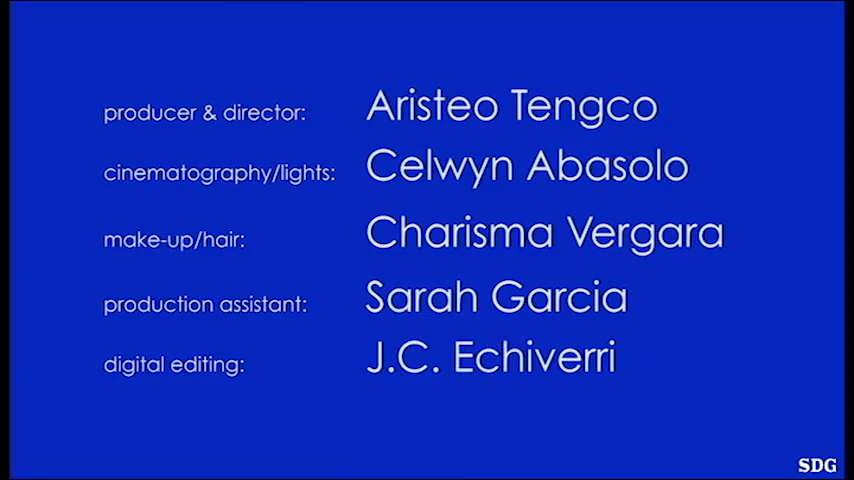 producer & director: Aristeo Tengco
cinematography/lights: Celwyn Abasolo
make-up/hair: Charisma Vergara
production assistant: Sarah Garcia
digital editing: J.C. Echiverri
SDG